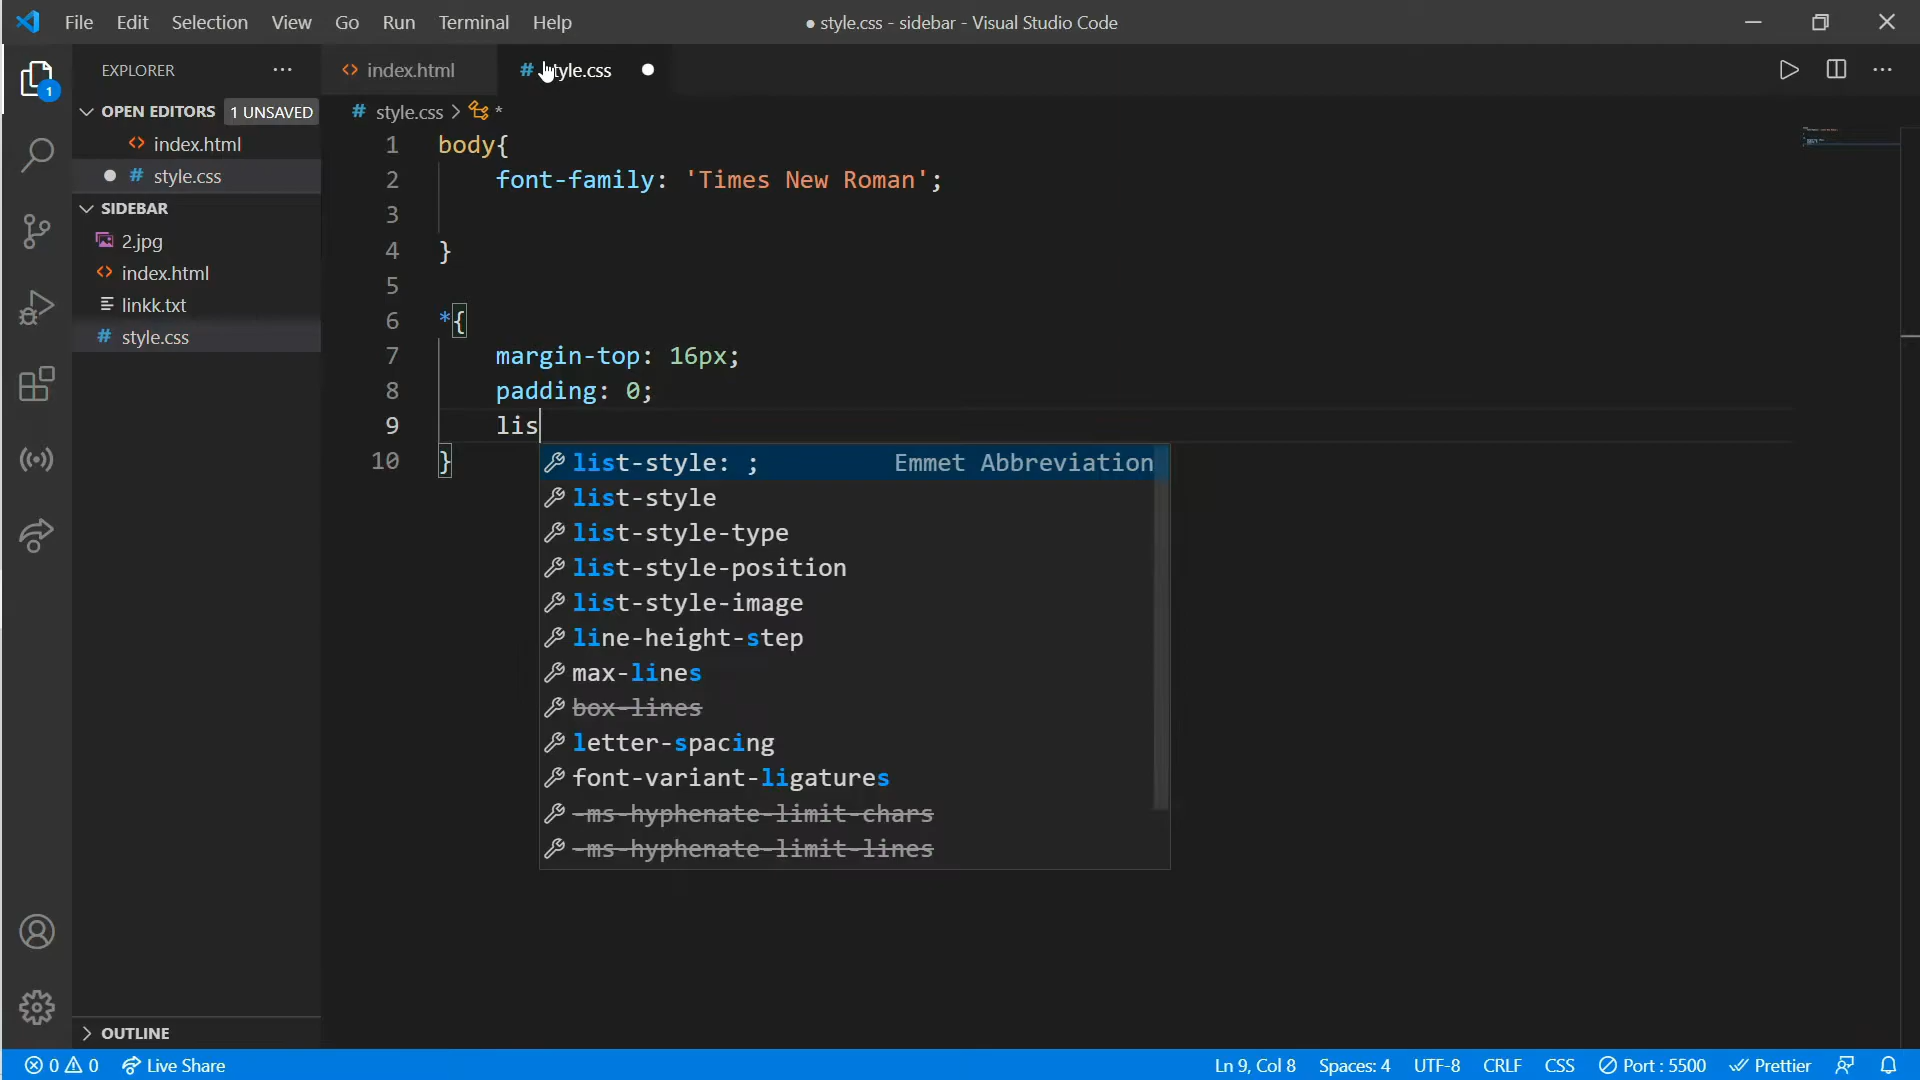 File Edit Selection View Go Run Terminal Help
● style.css - sidebar - Visual Studio Code
EXPLORER
index.html
# style.css
OPEN EDITORS 1 UNSAVED
index.html
# style.css
SIDEBAR
2.jpg
index.html
linkk.txt
# style.css
# style.css > *
1 body{
2 font-family: 'Times New Roman';
3
4 }
5
6 *{
7 margin-top: 16px;
8 padding: 0;
9 lis
10 }
list-style: ; Emmet Abbreviation
list-style
list-style-type
list-style-position
list-style-image
line-height-step
max-lines
box-lines
letter-spacing
font-variant-ligatures
-ms-hyphenate-limit-chars
-ms-hyphenate-limit-lines
1
OUTLINE
0 0 Live Share
Ln 9, Col 8 Spaces: 4 UTF-8 CRLF CSS Port : 5500 Prettier